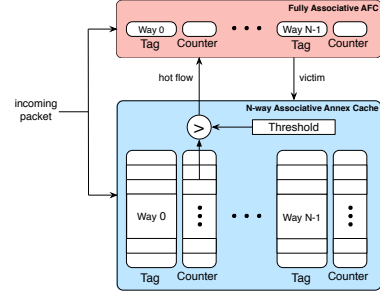 Fully Associative AFC
Way 0
Way N-1
Tag
Counter
Tag
Counter
hot flow
victim
incoming
packet
N-way Associative Annex Cache
>
Threshold
Way 0
Way N-1
Tag
Counter
Tag
Counter